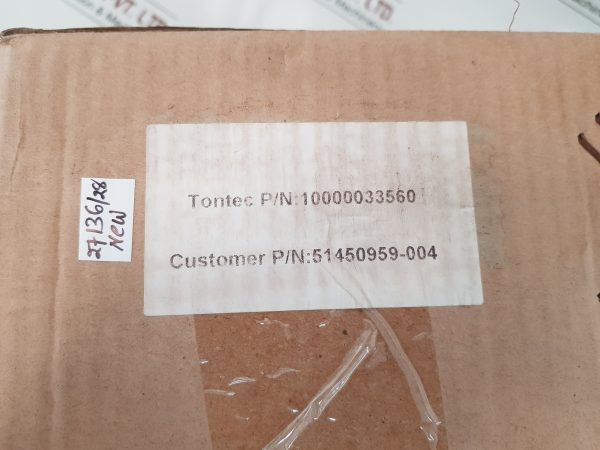 27/36/28
NEW
Tontec P/N:10000033560
Customer P/N:51450959-004